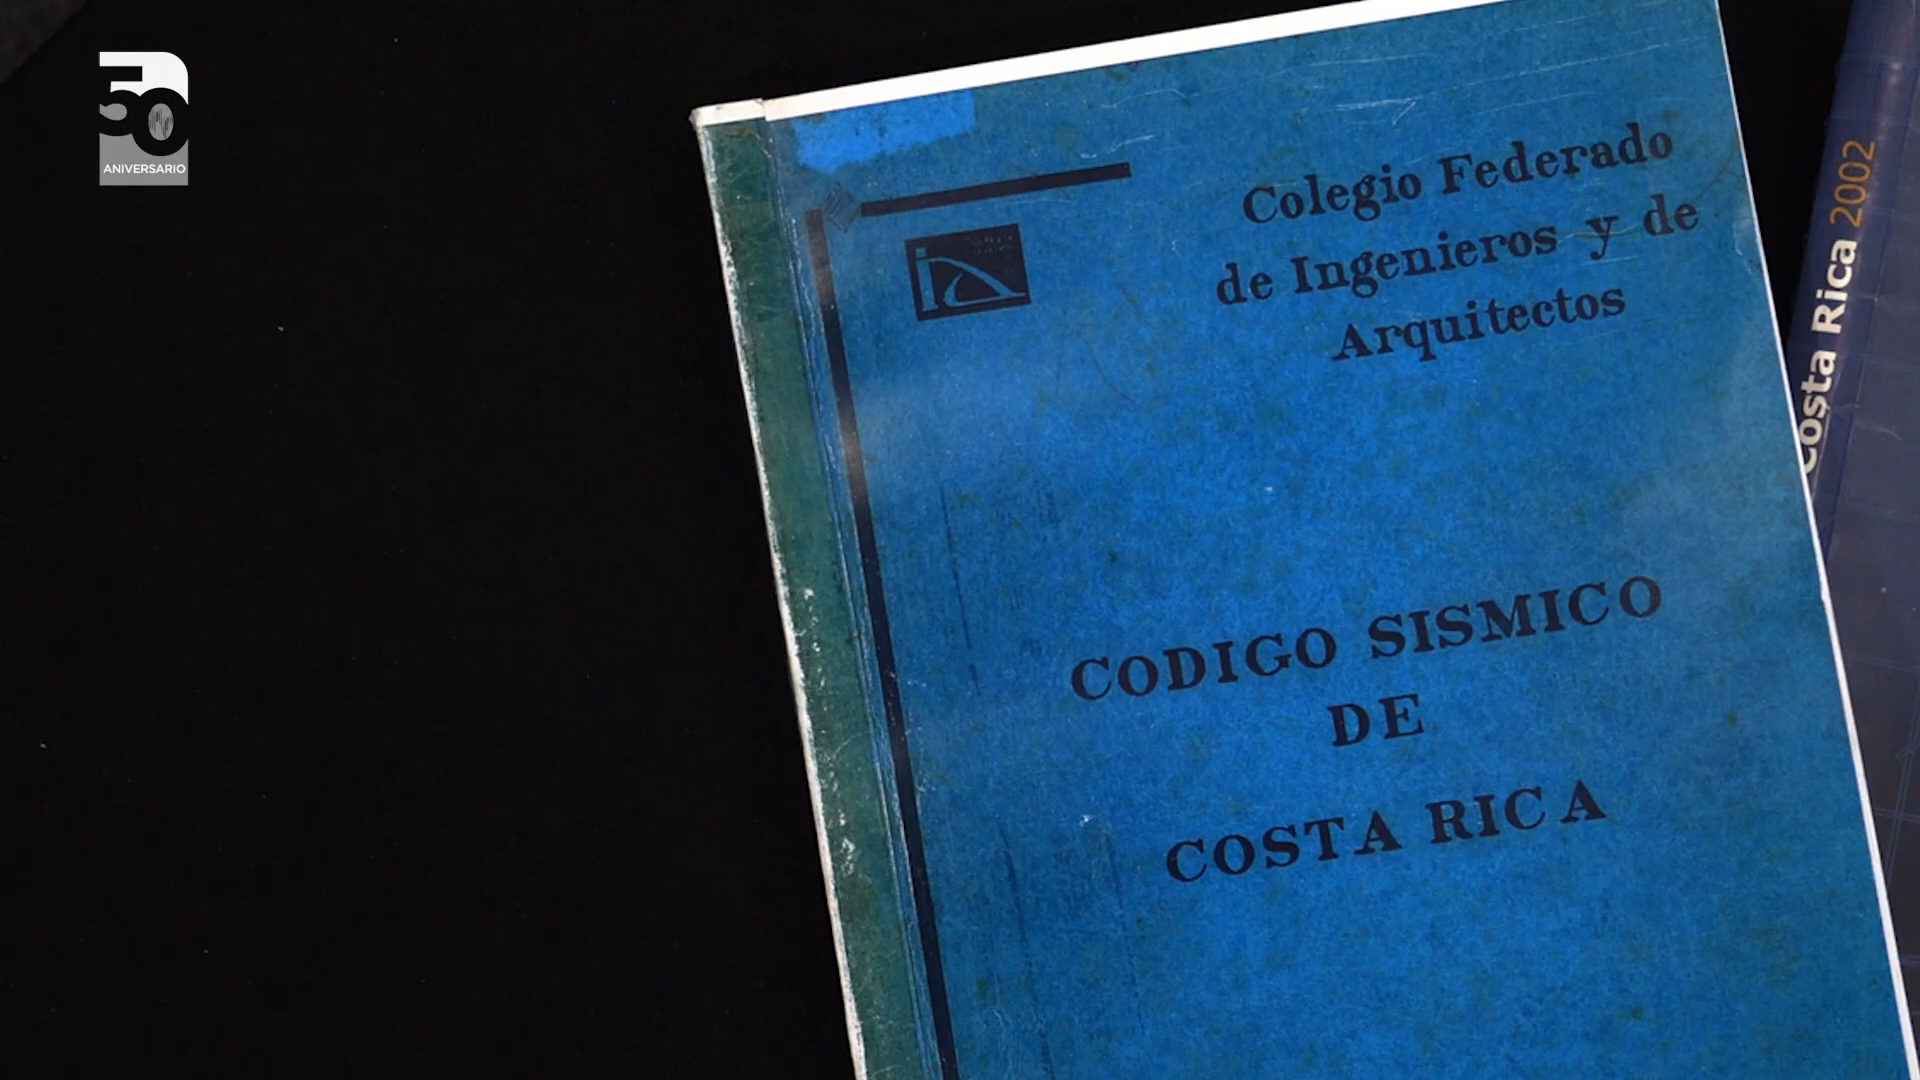 50
ANIVERSARIO
Colegio Federado
de Ingenieros y de
Arquitectos
CODIGO SISMICO
DE
COSTA RICA
Costa Rica 2002